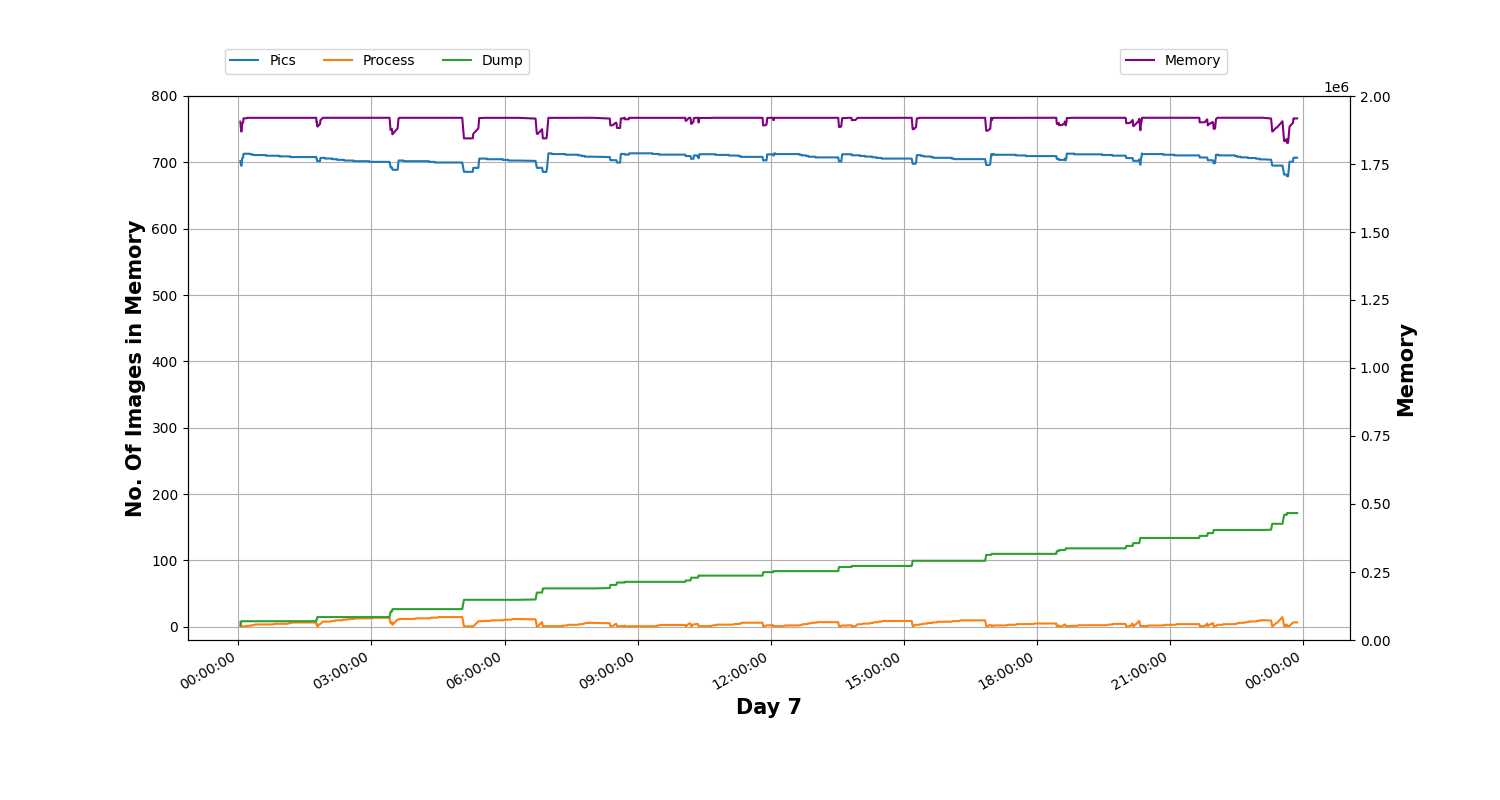 Pics Process Dump Memory
1e6
800 2.00
700 1.75
600 1.50
500 1.25
400 1.00
300 0.75
200 0.50
100 0.25
0 0.00
No. Of Images in Memory
Memory
00:00:00 03:00:00 06:00:00 09:00:00 12:00:00 15:00:00 18:00:00 21:00:00 00:00:00
Day 7